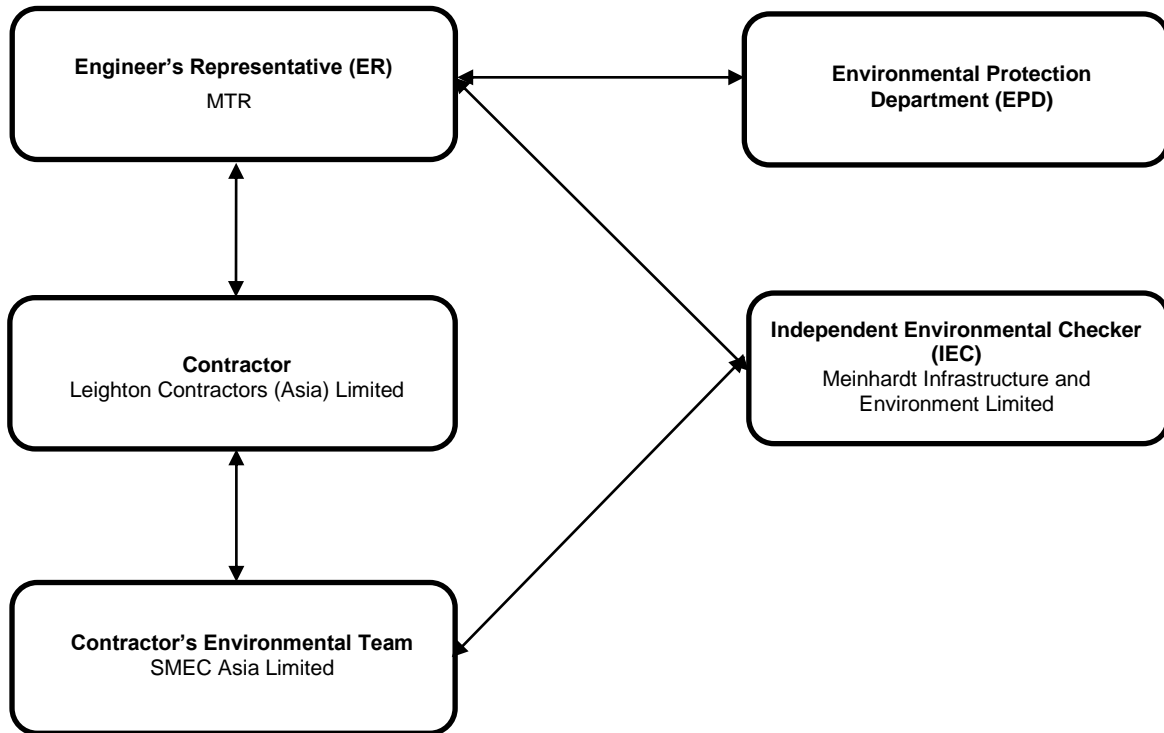 Engineer’s Representative (ER)
MTR
Environmental Protection
Department (EPD)
Contractor
Leighton Contractors (Asia) Limited
Independent Environmental Checker
(IEC)
Meinhardt Infrastructure and
Environment Limited
Contractor’s Environmental Team
SMEC Asia Limited